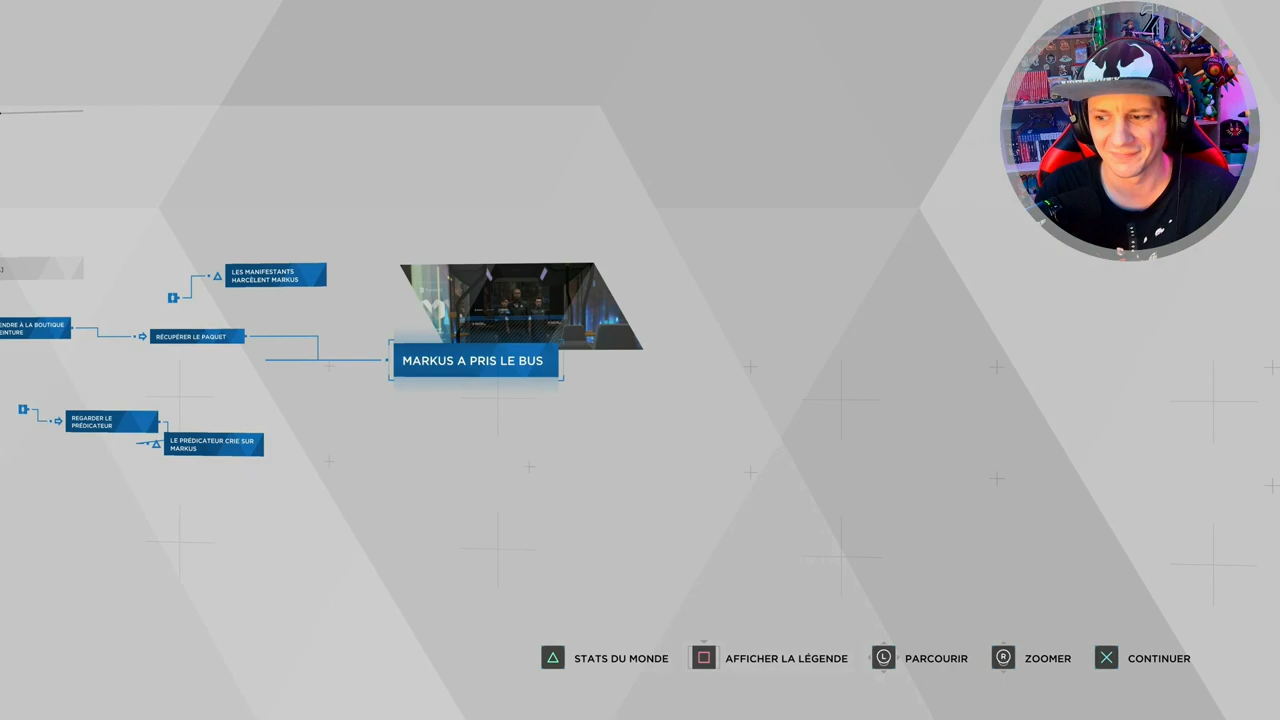 LES MANIFESTANTS
HARCÈLENT MARKUS
ENDRE À LA BOUTIQUE
EINTURE
RÉCUPÉRER LE PAQUET
MARKUS A PRIS LE BUS
REGARDER LE
PRÉDICATEUR
LE PRÉDICATEUR CRIE SUR
MARKUS
STATS DU MONDE
AFFICHER LA LÉGENDE
L
PARCOURIR
R
ZOOMER
CONTINUER